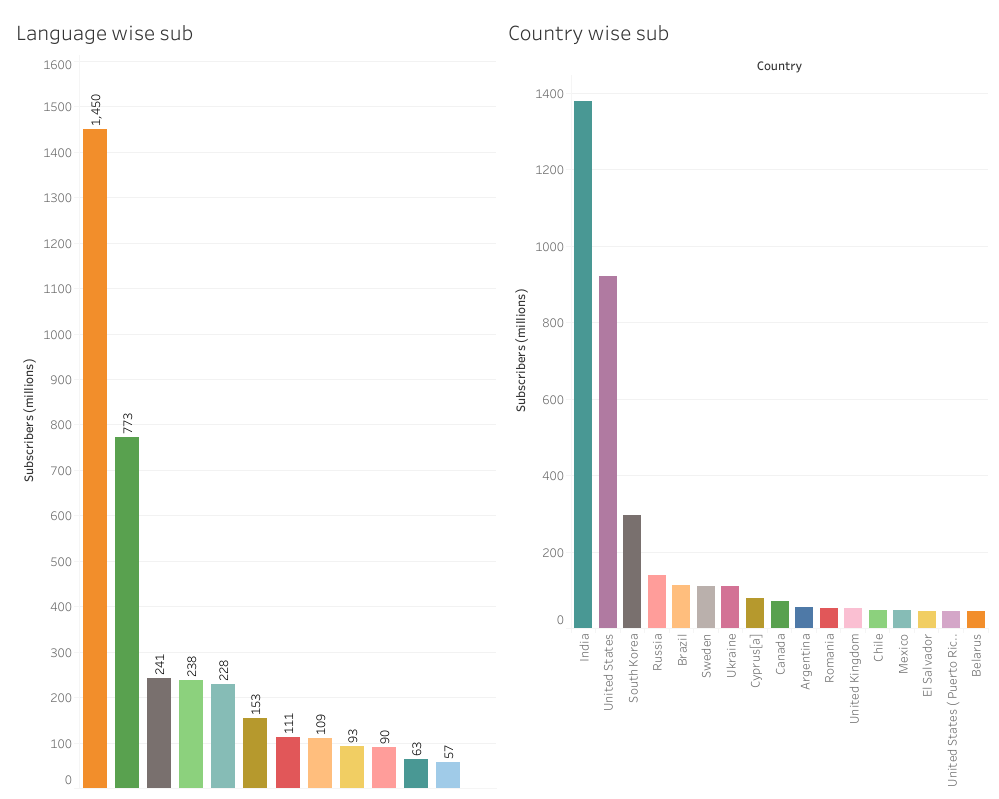 Language wise sub
1600
1500
1400
1300
1200
1100
1000
900
800
700
600
500
400
300
200
100
0
Subscribers (millions)
1,450
773
241
238
228
153
111
109
93
90
63
57
Country wise sub
Country
1400
1200
1000
800
600
400
200
0
Subscribers (millions)
India
United States
South Korea
Russia
Brazil
Sweden
Ukraine
Cyprus[a]
Canada
Argentina
Romania
United Kingdom
Chile
Mexico
El Salvador
United States ( Puerto Ric..
Belarus